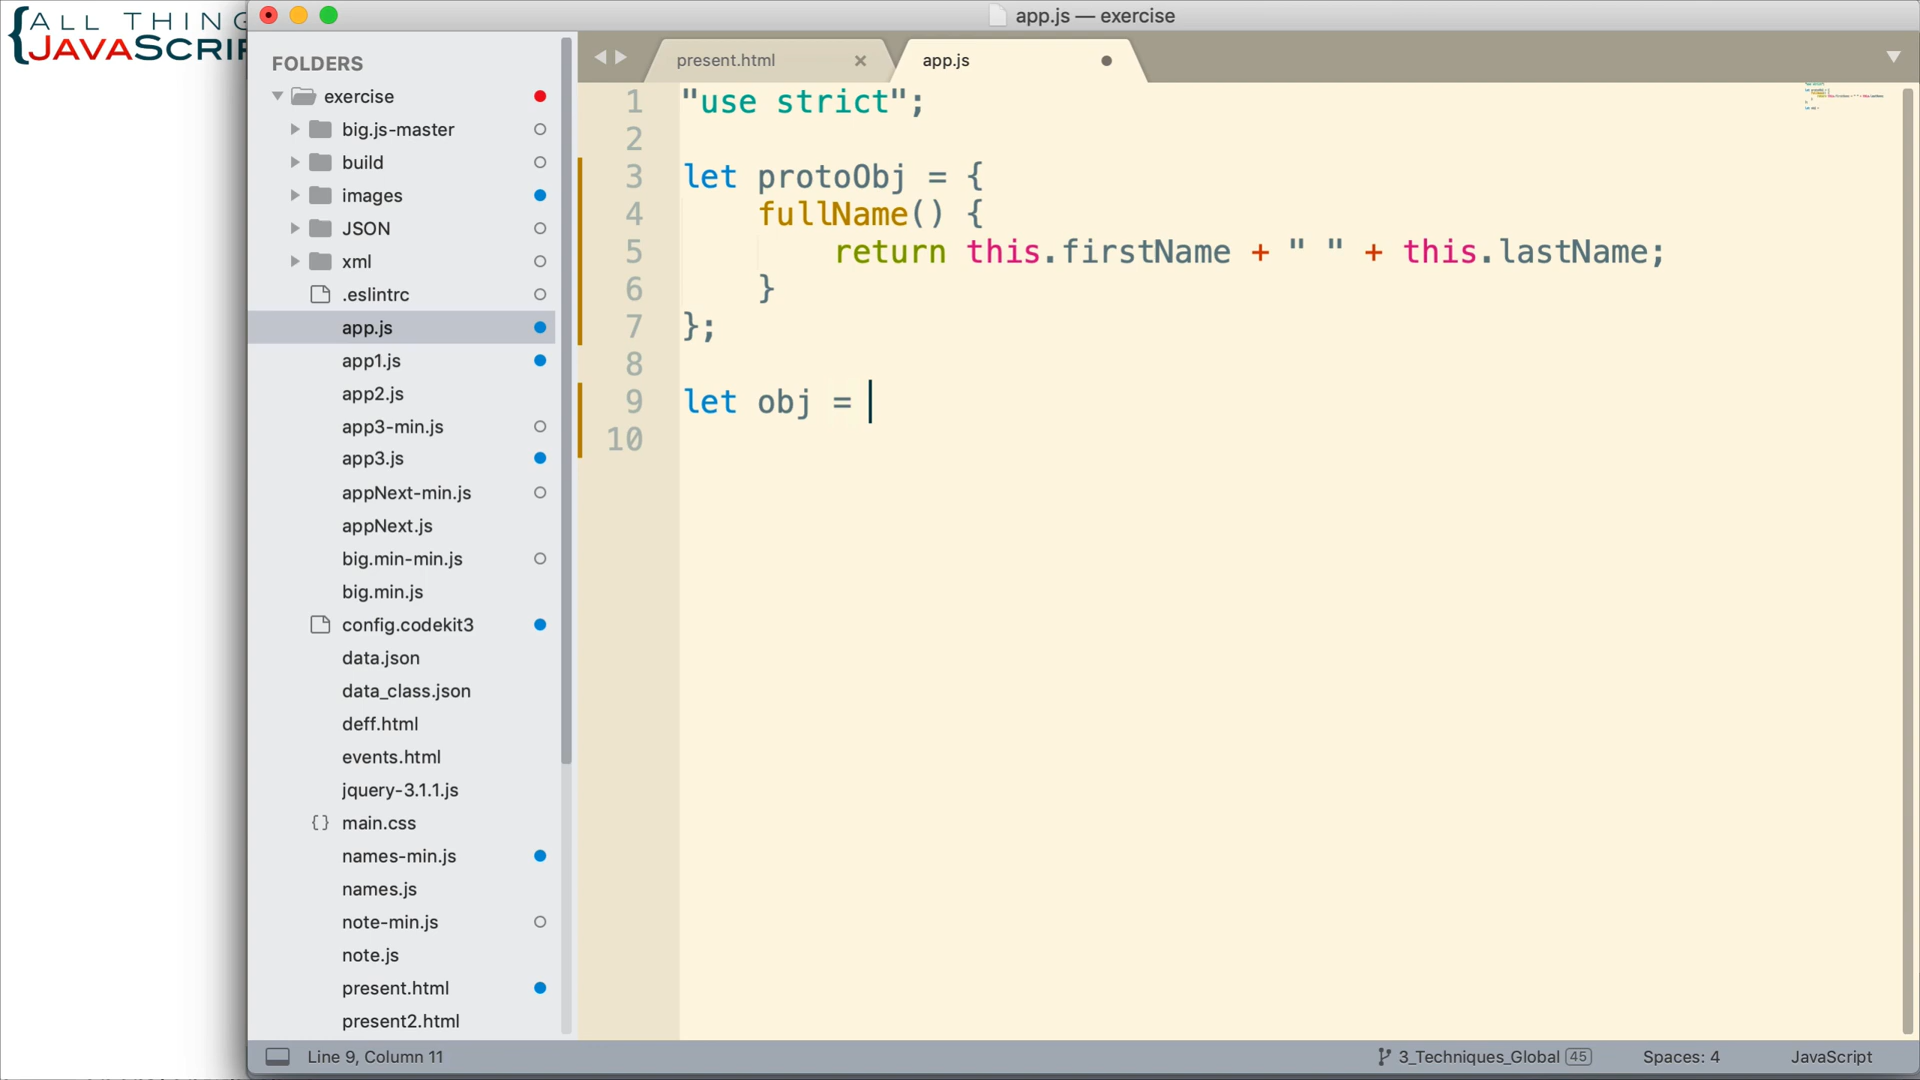 ALL THING
JAVASCRI
app.js — exercise
FOLDERS
exercise
big.js-master
build
images
JSON
xml
.eslintrc
app.js
app1.js
app2.js
app3-min.js
app3.js
appNext-min.js
appNext.js
big.min-min.js
big.min.js
config.codekit3
data.json
data_class.json
deff.html
events.html
jquery-3.1.1.js
{} main.css
names-min.js
names.js
note-min.js
note.js
present.html
present2.html
present.html
app.js
1 "use strict";
2
3 let protoObj = {
4 fullName() {
5 return this.firstName + " " + this.lastName;
6 }
7 };
8
9 let obj =
10
Line 9, Column 11
3_Techniques_Global 45
Spaces: 4
JavaScript